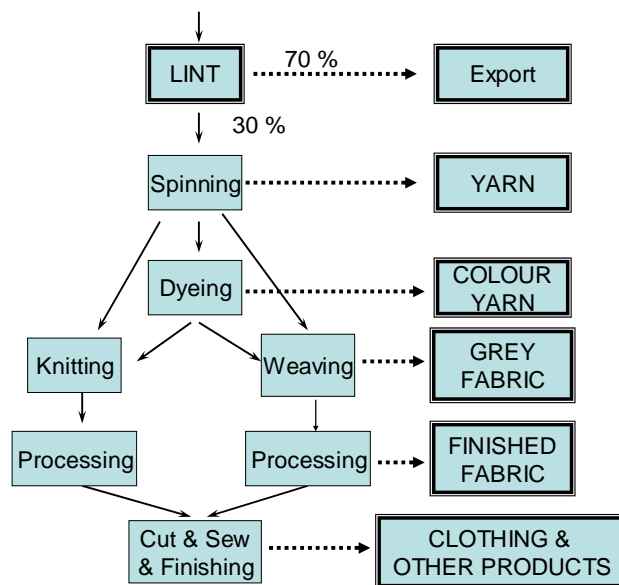 LINT
70 %
Export
30 %
Spinning
YARN
Dyeing
COLOUR
YARN
Knitting
Weaving
GREY
FABRIC
Processing
Processing
FINISHED
FABRIC
Cut & Sew
& Finishing
CLOTHING &
OTHER PRODUCTS